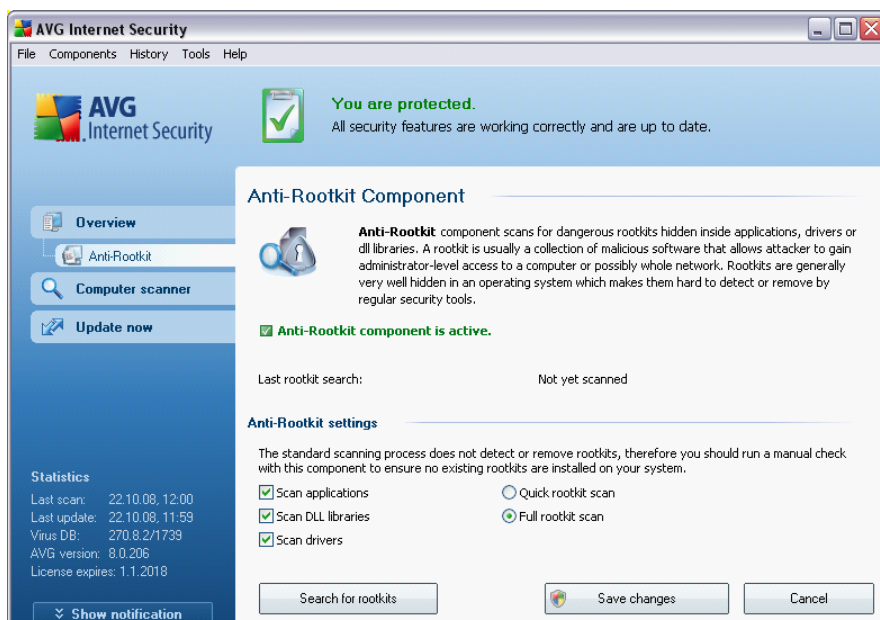 AVG Internet Security
File Components History Tools Help
AVG
Internet Security
You are protected.
All security features are working correctly and are up to date.
Overview
Anti-Rootkit
Computer scanner
Update now
Anti-Rootkit Component
Anti-Rootkit component scans for dangerous rootkits hidden inside applications, drivers or
dll libraries. A rootkit is usually a collection of malicious software that allows attacker to gain
administrator-level access to a computer or possibly whole network. Rootkits are generally
very well hidden in an operating system which makes them hard to detect or remove by
regular security tools.
Anti-Rootkit component is active.
Last rootkit search: Not yet scanned
Anti-Rootkit settings
The standard scanning process does not detect or remove rootkits, therefore you should run a manual check
with this component to ensure no existing rootkits are installed on your system.
Scan applications Quick rootkit scan
Scan DLL libraries Full rootkit scan
Scan drivers
Search for rootkits Save changes Cancel
Statistics
Last scan: 22.10.08, 12:00
Last update: 22.10.08, 11:59
Virus DB: 270.8.2/1739
AVG version: 8.0.206
License expires: 1.1.2018
Show notification